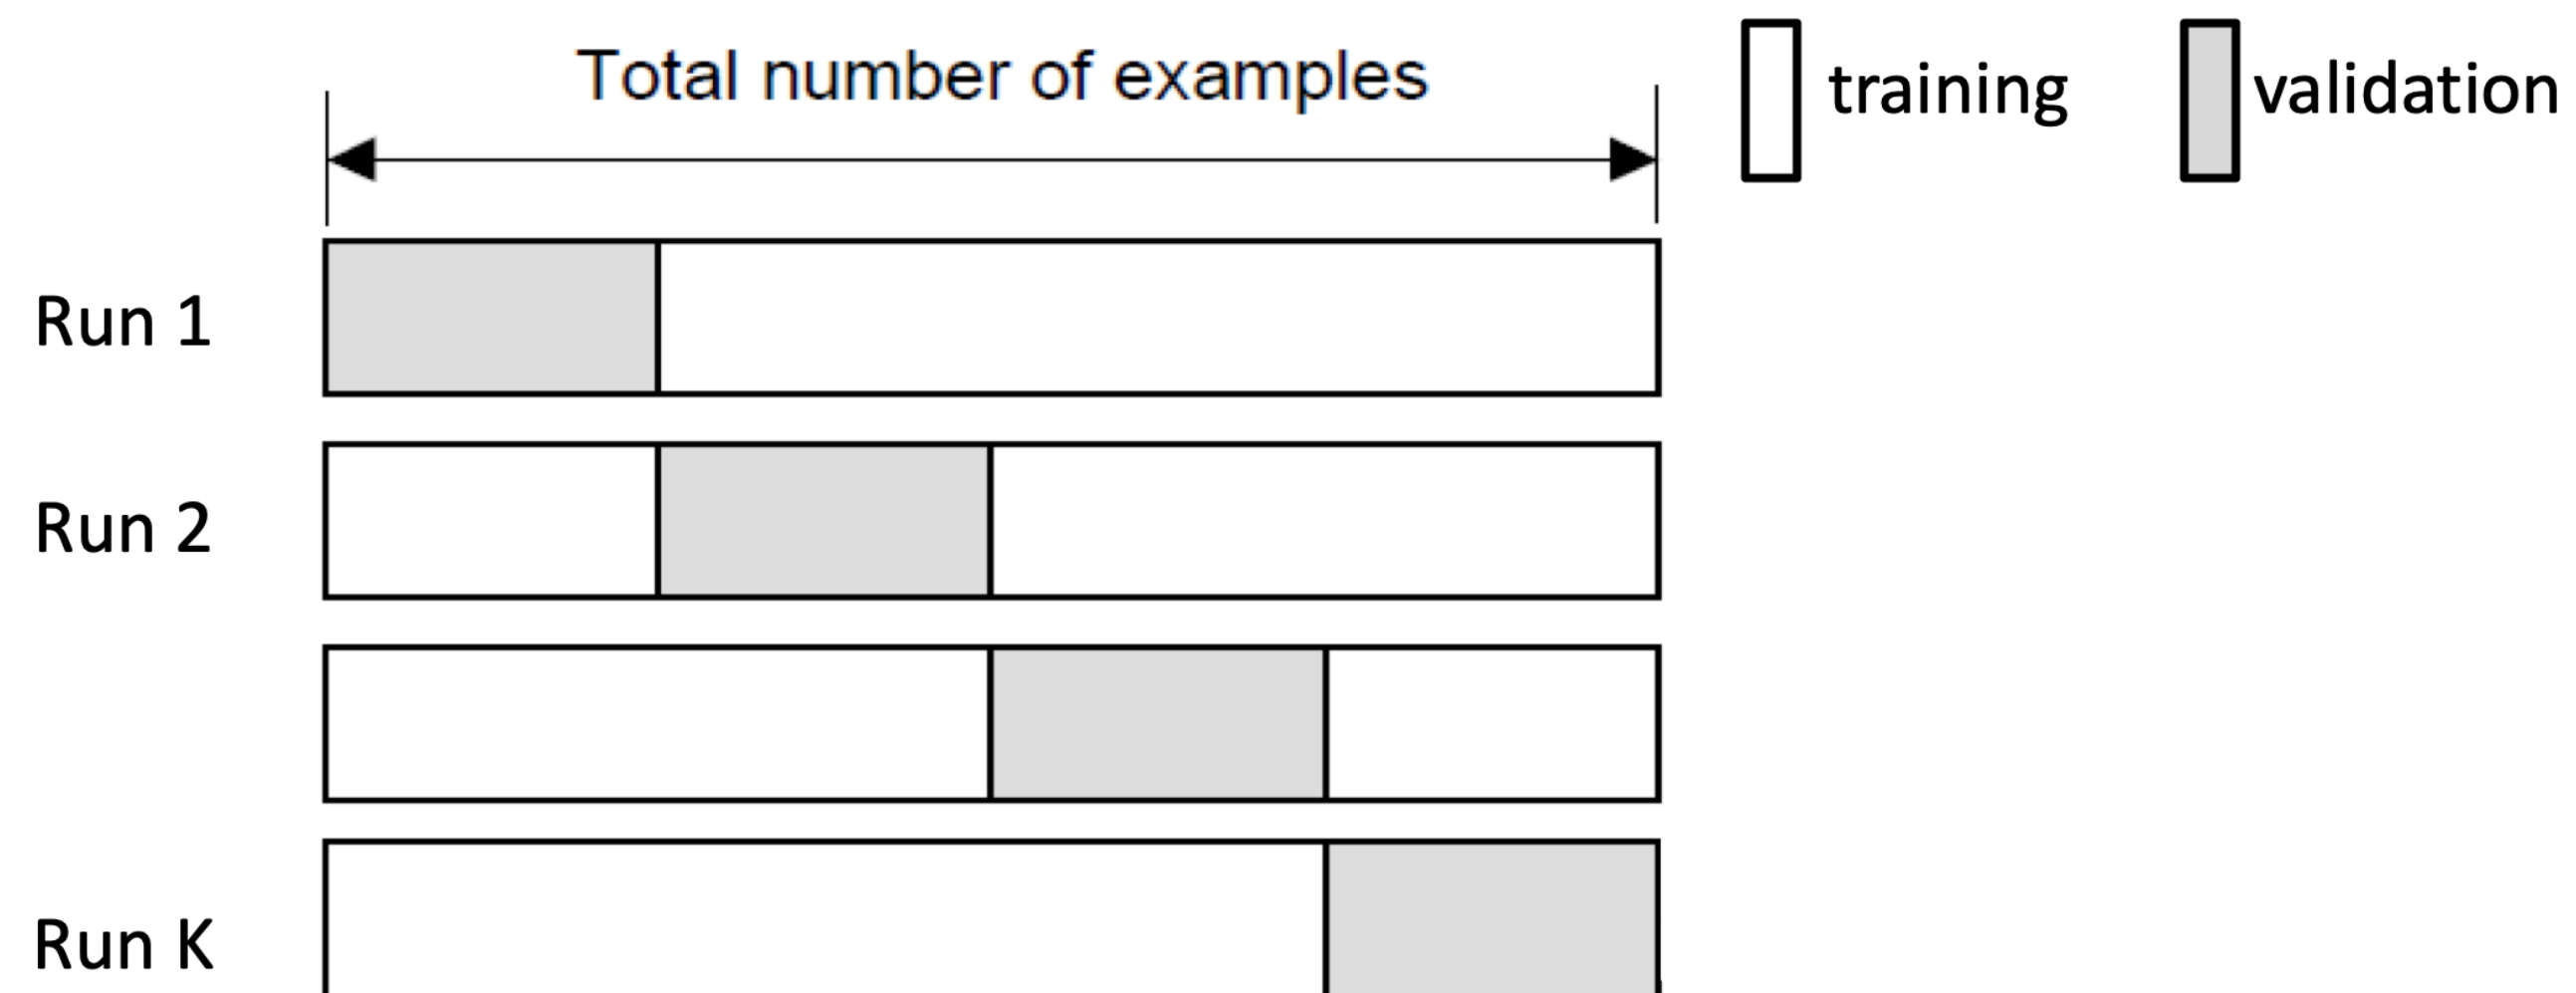 Total number of examples
training
validation
Run 1
Run 2
Run K